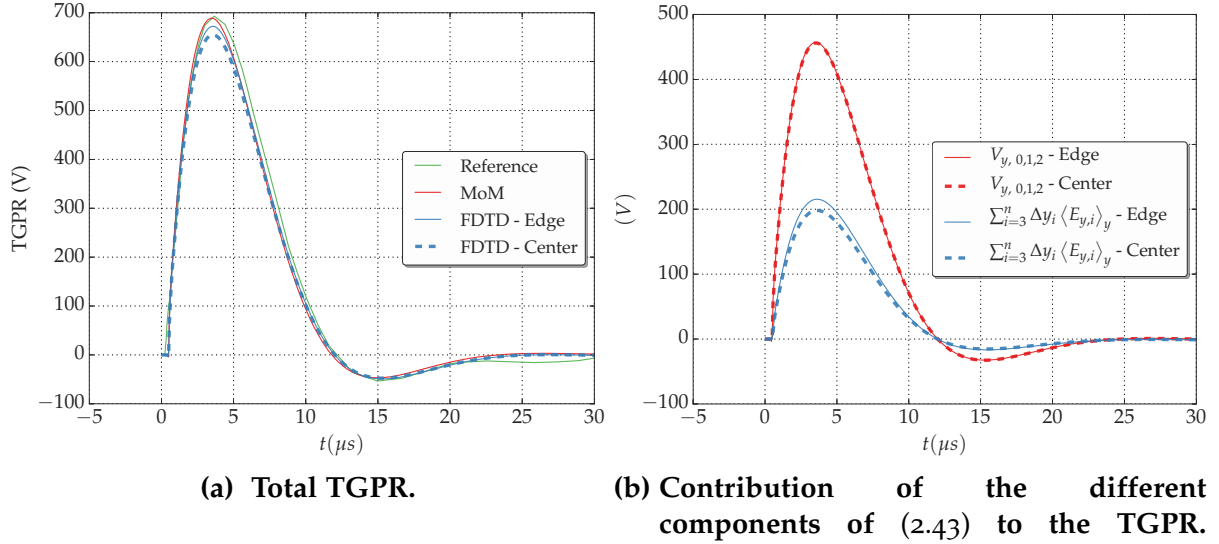 700
600
500
400
300
200
100
0
−100
TGPR (V)
−5 0 5 10 15 20 25 30
t(μs)
Reference
MoM
FDTD - Edge
FDTD - Center
(a) Total TGPR.
500
400
300
200
100
0
−100
(V)
−5 0 5 10 15 20 25 30
t(μs)
V_{y, 0,1,2} - Edge
V_{y, 0,1,2} - Center
∑_{i=3}^{n} Δy_i ⟨E_{y,i}⟩_y - Edge
∑_{i=3}^{n} Δy_i ⟨E_{y,i}⟩_y - Center
(b) Contribution of the different
components of (2.43) to the TGPR.